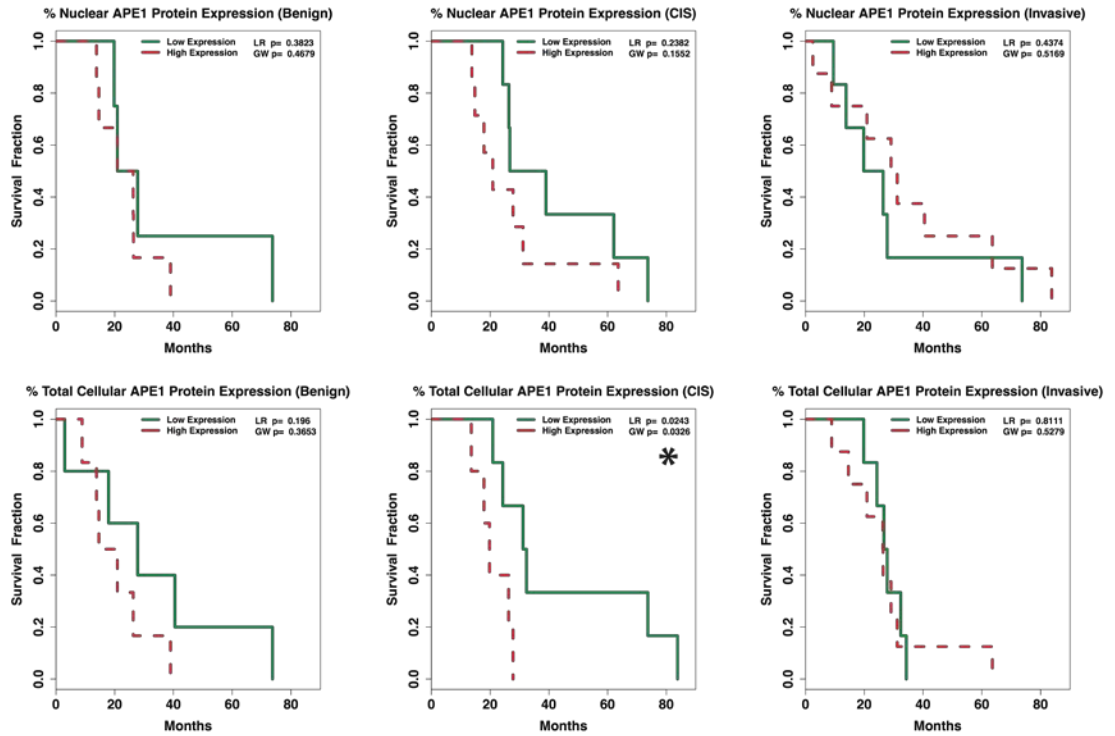 % Nuclear APE1 Protein Expression (Benign)
Low Expression LR p= 0.3823
High Expression GW p= 0.4679
Survival Fraction
0.0 0.2 0.4 0.6 0.8 1.0
0 20 40 60 80
Months
% Nuclear APE1 Protein Expression (CIS)
Low Expression LR p= 0.2382
High Expression GW p= 0.1552
Survival Fraction
0.0 0.2 0.4 0.6 0.8 1.0
0 20 40 60 80
Months
% Nuclear APE1 Protein Expression (Invasive)
Low Expression LR p= 0.4374
High Expression GW p= 0.5169
Survival Fraction
0.0 0.2 0.4 0.6 0.8 1.0
0 20 40 60 80
Months
% Total Cellular APE1 Protein Expression (Benign)
Low Expression LR p= 0.196
High Expression GW p= 0.3653
Survival Fraction
0.0 0.2 0.4 0.6 0.8 1.0
0 20 40 60 80
Months
% Total Cellular APE1 Protein Expression (CIS)
Low Expression LR p= 0.0243
High Expression GW p= 0.0326
*
Survival Fraction
0.0 0.2 0.4 0.6 0.8 1.0
0 20 40 60 80
Months
% Total Cellular APE1 Protein Expression (Invasive)
Low Expression LR p= 0.8111
High Expression GW p= 0.5279
Survival Fraction
0.0 0.2 0.4 0.6 0.8 1.0
0 20 40 60 80
Months